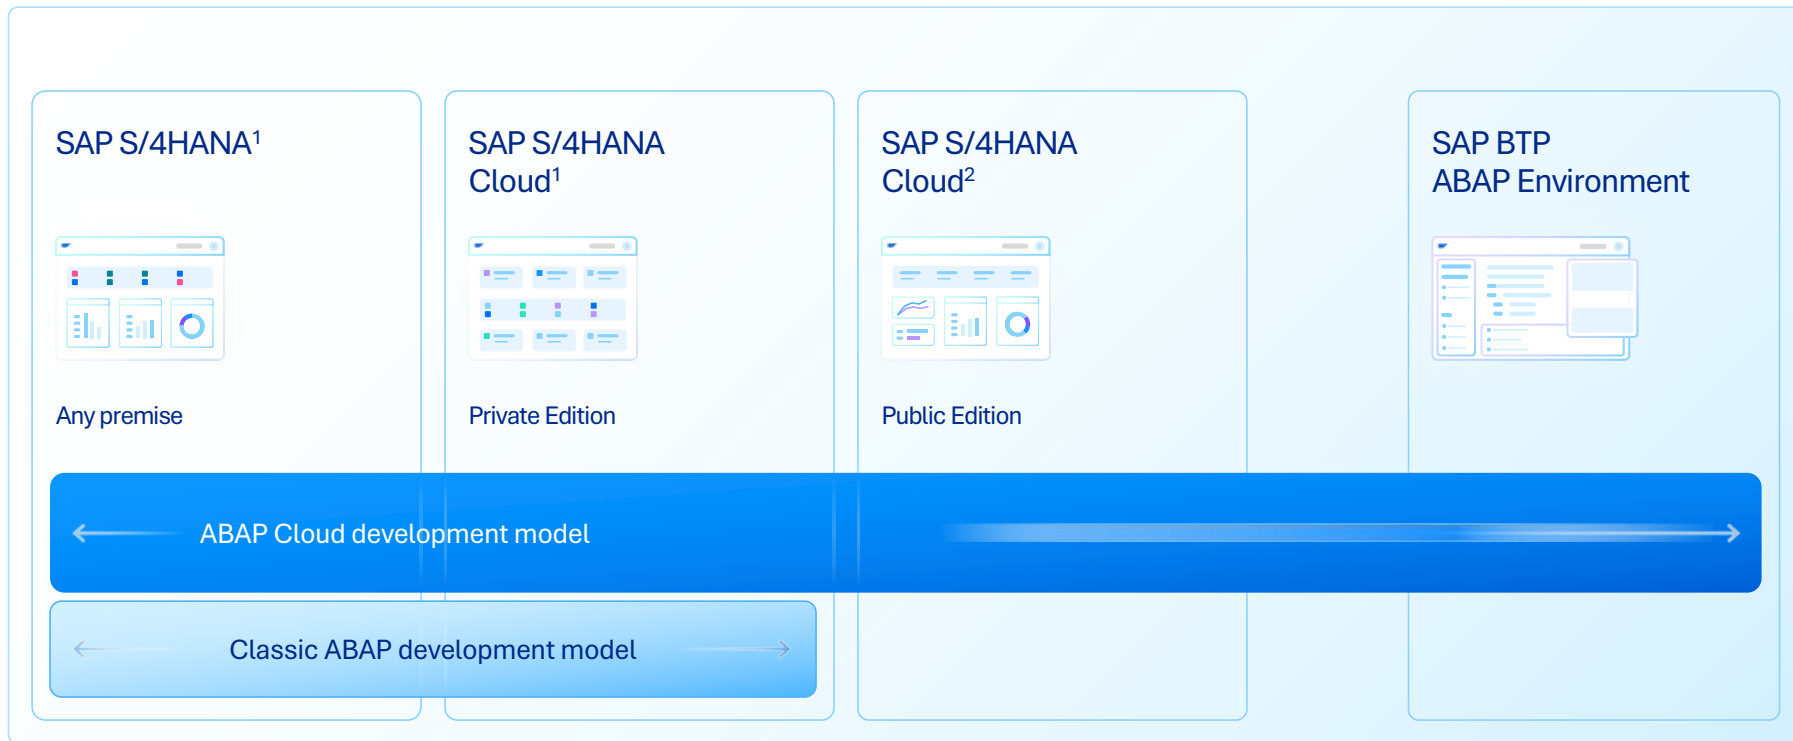 SAP S/4HANA¹
SAP S/4HANA
Cloud¹
SAP S/4HANA
Cloud²
SAP BTP
ABAP Environment
Any premise
Private Edition
Public Edition
ABAP Cloud development model
Classic ABAP development model